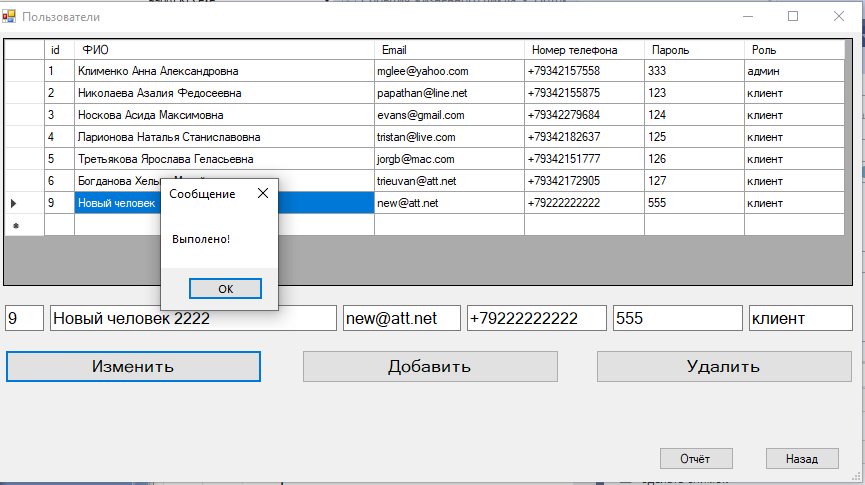 Пользователи
id ФИО Email Номер телефона Пароль Роль
1 Клименко Анна Александровна mglee@yahoo.com +79342157558 333 админ
2 Николаева Азалия Федосеевна papathan@line.net +79342155875 123 клиент
3 Носкова Асида Максимовна evans@gmail.com +79342279684 124 клиент
4 Ларионова Наталья Станиславовна tristan@live.com +79342182637 125 клиент
5 Третьякова Ярослава Геласьевна jorgb@mac.com +79342151777 126 клиент
6 Богданова trieuvan@att.net +79342172905 127 клиент
9 Новый человек new@att.net +79222222222 555 клиент
Сообщение
Выполено!
OK
9 Новый человек 2222 new@att.net +79222222222 555 клиент
Изменить Добавить Удалить
Отчёт Назад